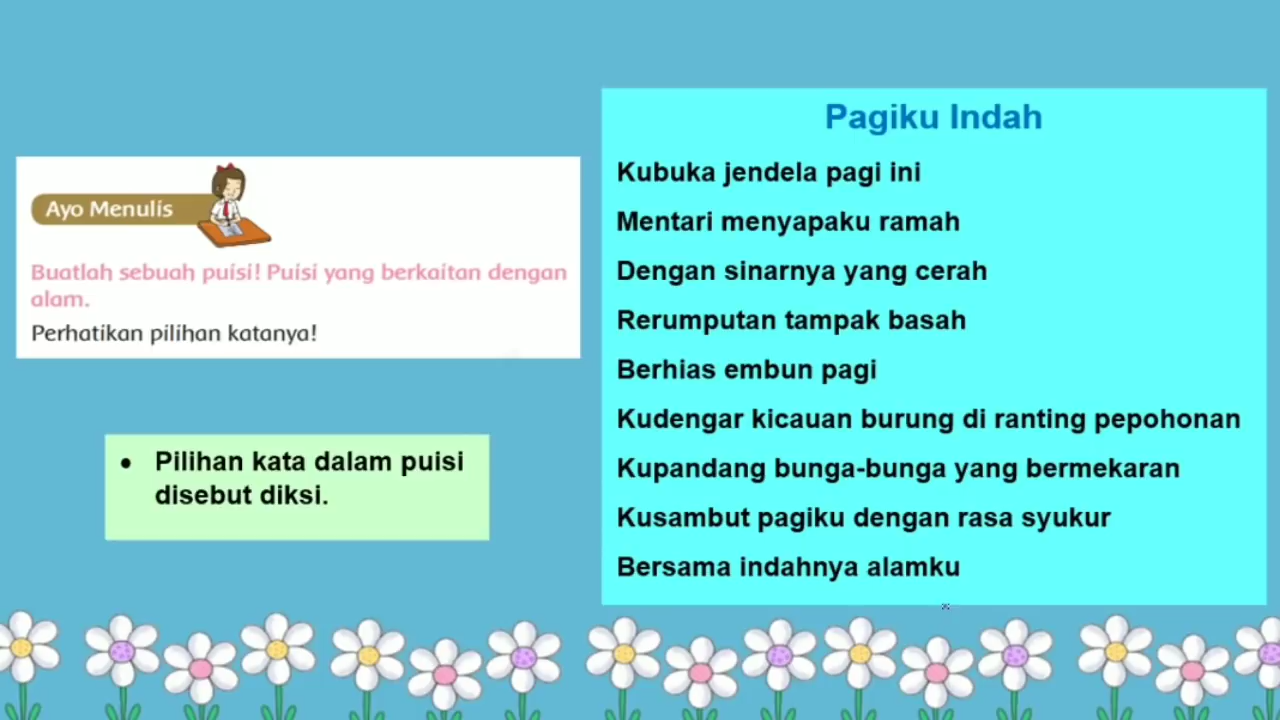 Ayo Menulis
Buatlah sebuah puisi! Puisi yang berkaitan dengan
alam.
Perhatikan pilihan katanya!
• Pilihan kata dalam puisi
disebut diksi.
Pagiku Indah
Kubuka jendela pagi ini
Mentari menyapaku ramah
Dengan sinarnya yang cerah
Rerumputan tampak basah
Berhias embun pagi
Kudengar kicauan burung di ranting pepohonan
Kupandang bunga-bunga yang bermekaran
Kusambut pagiku dengan rasa syukur
Bersama indahnya alamku